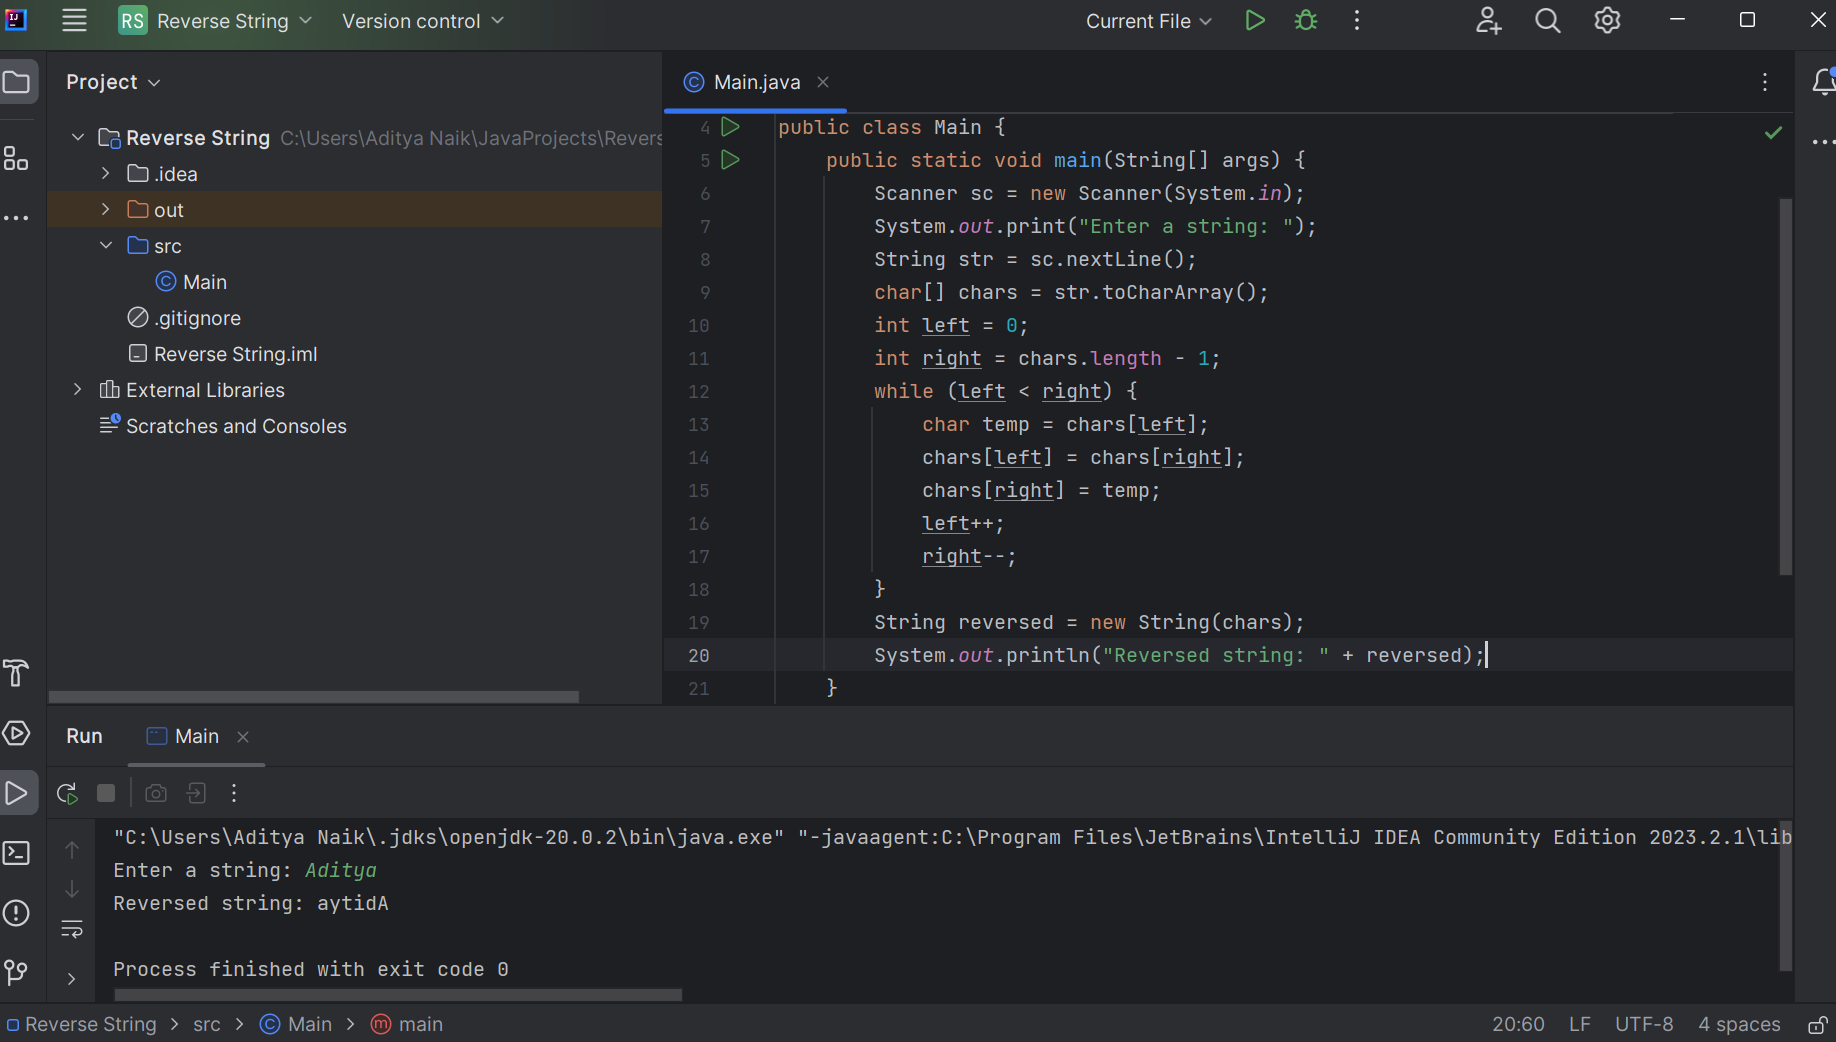 RS Reverse String Version control Current File
Project
Main.java
Reverse String C:\Users\Aditya Naik\JavaProjects\Revers
.idea
out
src
Main
.gitignore
Reverse String.iml
External Libraries
Scratches and Consoles
4 public class Main {
5 public static void main(String[] args) {
6 Scanner sc = new Scanner(System.in);
7 System.out.print("Enter a string: ");
8 String str = sc.nextLine();
9 char[] chars = str.toCharArray();
10 int left = 0;
11 int right = chars.length - 1;
12 while (left < right) {
13 char temp = chars[left];
14 chars[left] = chars[right];
15 chars[right] = temp;
16 left++;
17 right--;
18 }
19 String reversed = new String(chars);
20 System.out.println("Reversed string: " + reversed);
21 }
Run Main
"C:\Users\Aditya Naik\.jdks\openjdk-20.0.2\bin\java.exe" "-javaagent:C:\Program Files\JetBrains\IntelliJ IDEA Community Edition 2023.2.1\lib
Enter a string: Aditya
Reversed string: aytidA
Process finished with exit code 0
Reverse String > src > Main > main 20:60 LF UTF-8 4 spaces